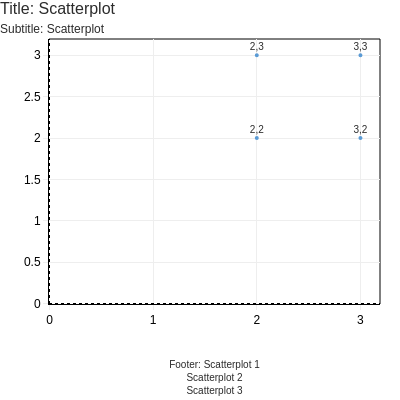 Title: Scatterplot
Subtitle: Scatterplot
2,3 3,3
3
2.5
2,2 3,2
2
1.5
1
0.5
0
0 1 2 3
Footer: Scatterplot 1
Scatterplot 2
Scatterplot 3